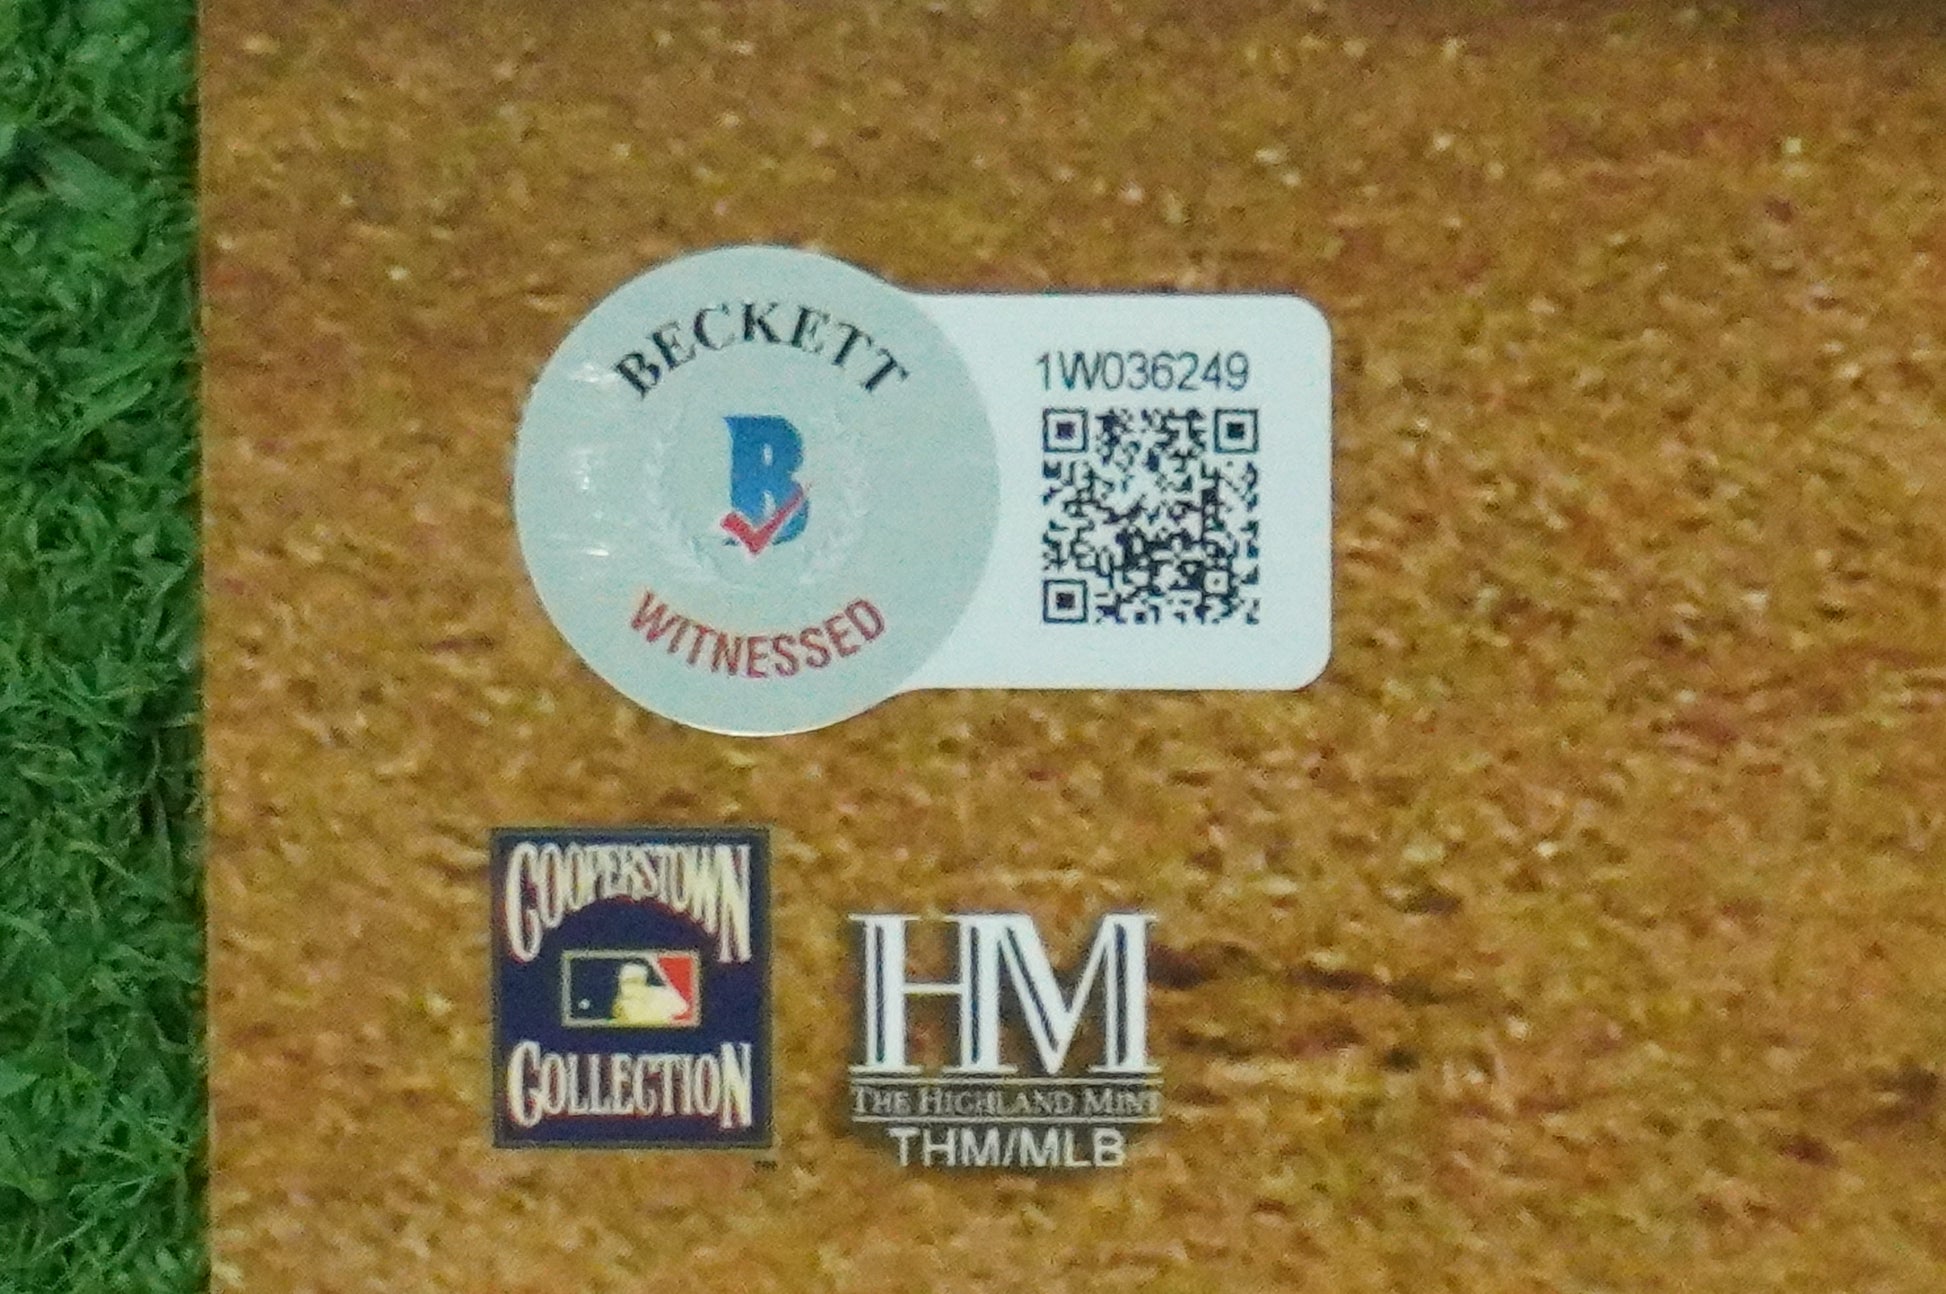 BECKETT
WITNESSED
1W036249
COOPERSTOWN
COLLECTION
HM
THE HIGHLAND MINT
THM/MLB